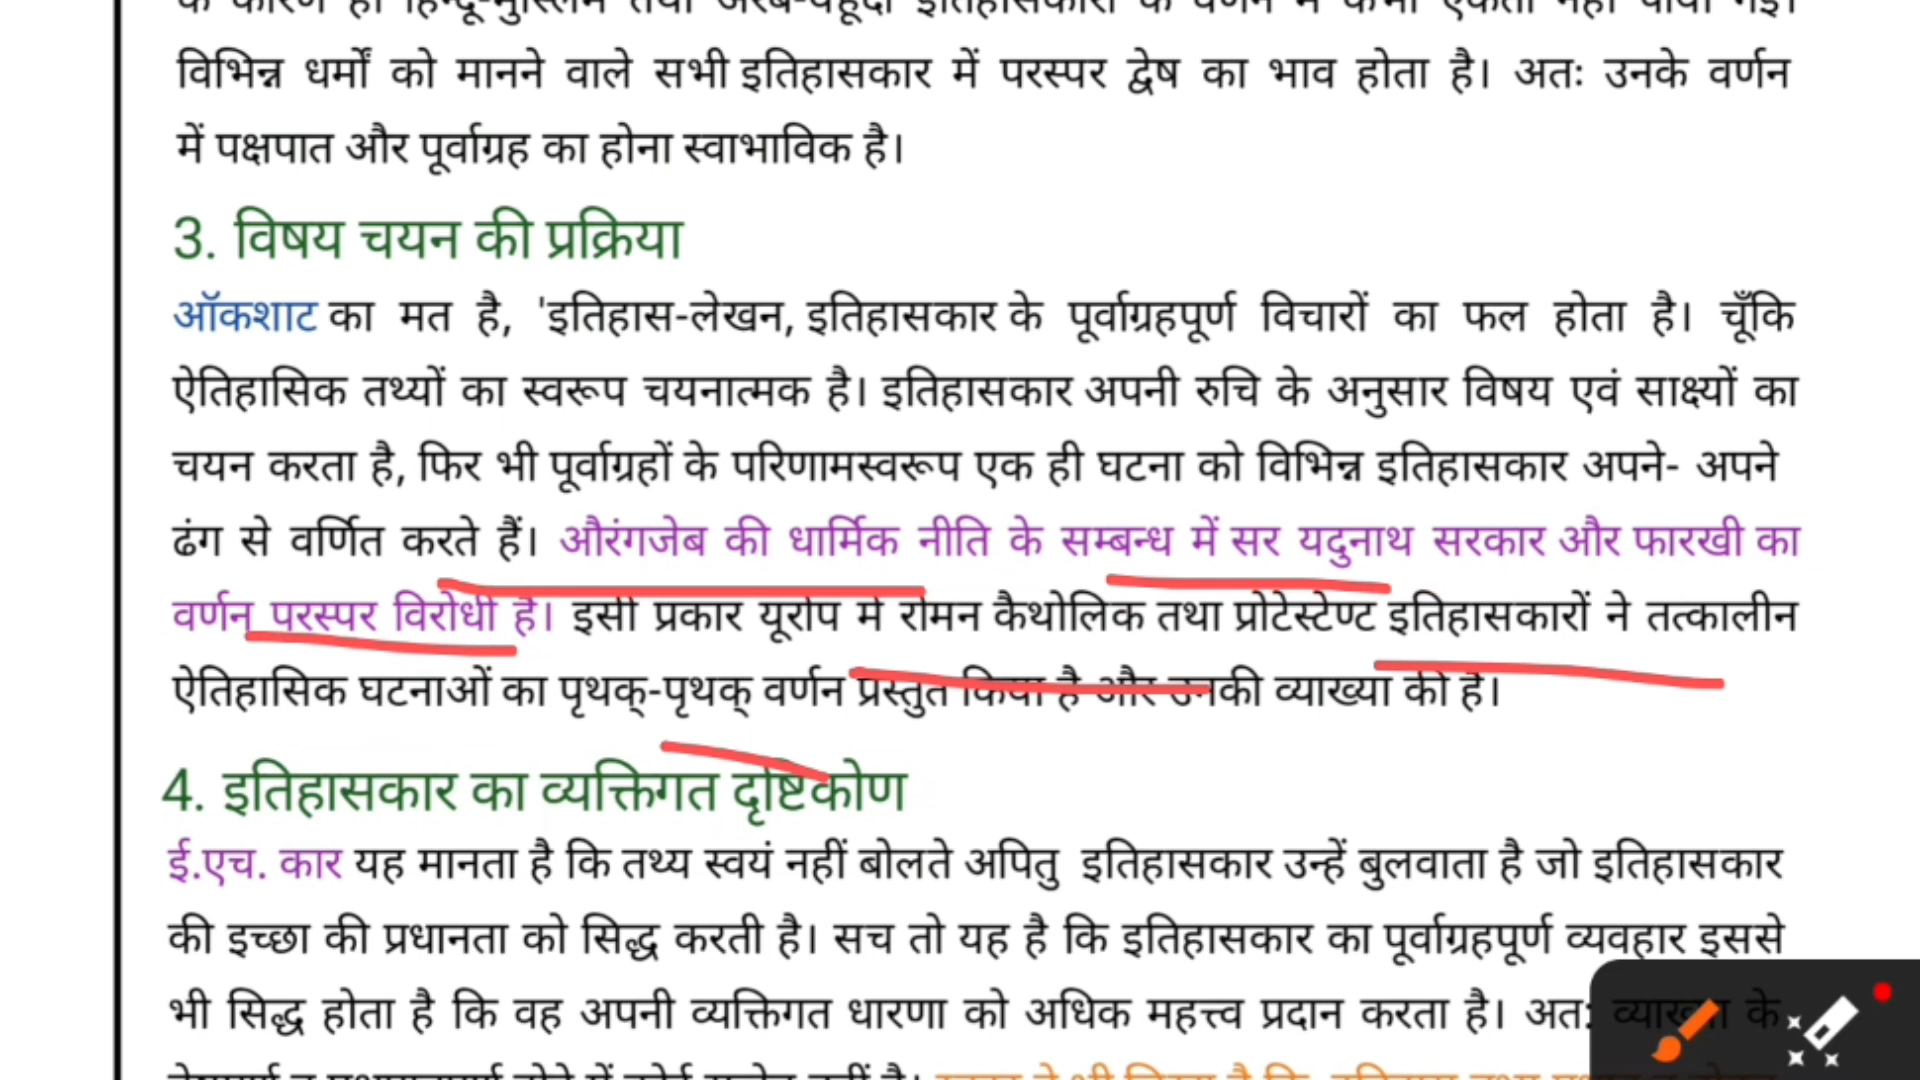 विभिन्न धर्मों को मानने वाले सभी इतिहासकार में परस्पर द्वेष का भाव होता है। अतः उनके वर्णन
में पक्षपात और पूर्वाग्रह का होना स्वाभाविक है।
3. विषय चयन की प्रक्रिया
ऑकशाट का मत है, 'इतिहास-लेखन, इतिहासकार के पूर्वाग्रहपूर्ण विचारों का फल होता है। चूँकि
ऐतिहासिक तथ्यों का स्वरूप चयनात्मक है। इतिहासकार अपनी रुचि के अनुसार विषय एवं साक्ष्यों का
चयन करता है, फिर भी पूर्वाग्रहों के परिणामस्वरूप एक ही घटना को विभिन्न इतिहासकार अपने- अपने
ढंग से वर्णित करते हैं। औरंगजेब की धार्मिक नीति के सम्बन्ध में सर यदुनाथ सरकार और फारखी का
वर्णन परस्पर विरोधी है। इसी प्रकार यूरोप में रोमन कैथोलिक तथा प्रोटेस्टेण्ट इतिहासकारों ने तत्कालीन
ऐतिहासिक घटनाओं का पृथक्-पृथक् वर्णन प्रस्तुत किया है और उनकी व्याख्या की है।
4. इतिहासकार का व्यक्तिगत दृष्टिकोण
ई.एच. कार यह मानता है कि तथ्य स्वयं नहीं बोलते अपितु इतिहासकार उन्हें बुलवाता है जो इतिहासकार
की इच्छा की प्रधानता को सिद्ध करती है। सच तो यह है कि इतिहासकार का पूर्वाग्रहपूर्ण व्यवहार इससे
भी सिद्ध होता है कि वह अपनी व्यक्तिगत धारणा को अधिक महत्त्व प्रदान करता है। अत: व्याख्या के